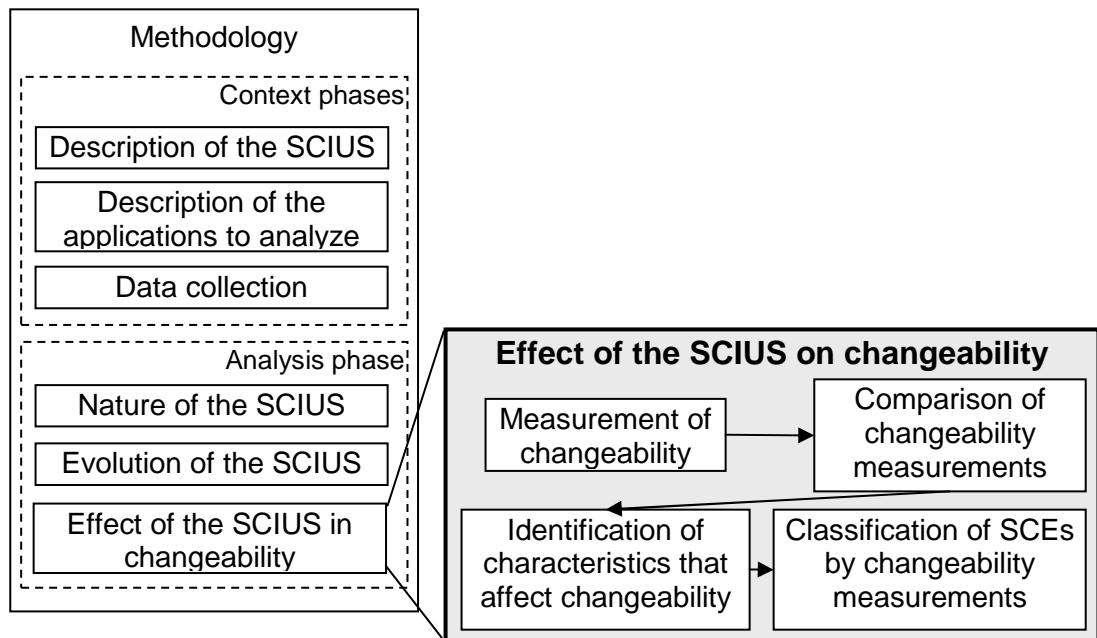 Methodology
Context phases
Description of the SCIUS
Description of the
applications to analyze
Data collection
Analysis phase
Nature of the SCIUS
Evolution of the SCIUS
Effect of the SCIUS in
changeability
Effect of the SCIUS on changeability
Measurement of
changeability
Comparison of
changeability
measurements
Identification of
characteristics that
affect changeability
Classification of SCEs
by changeability
measurements